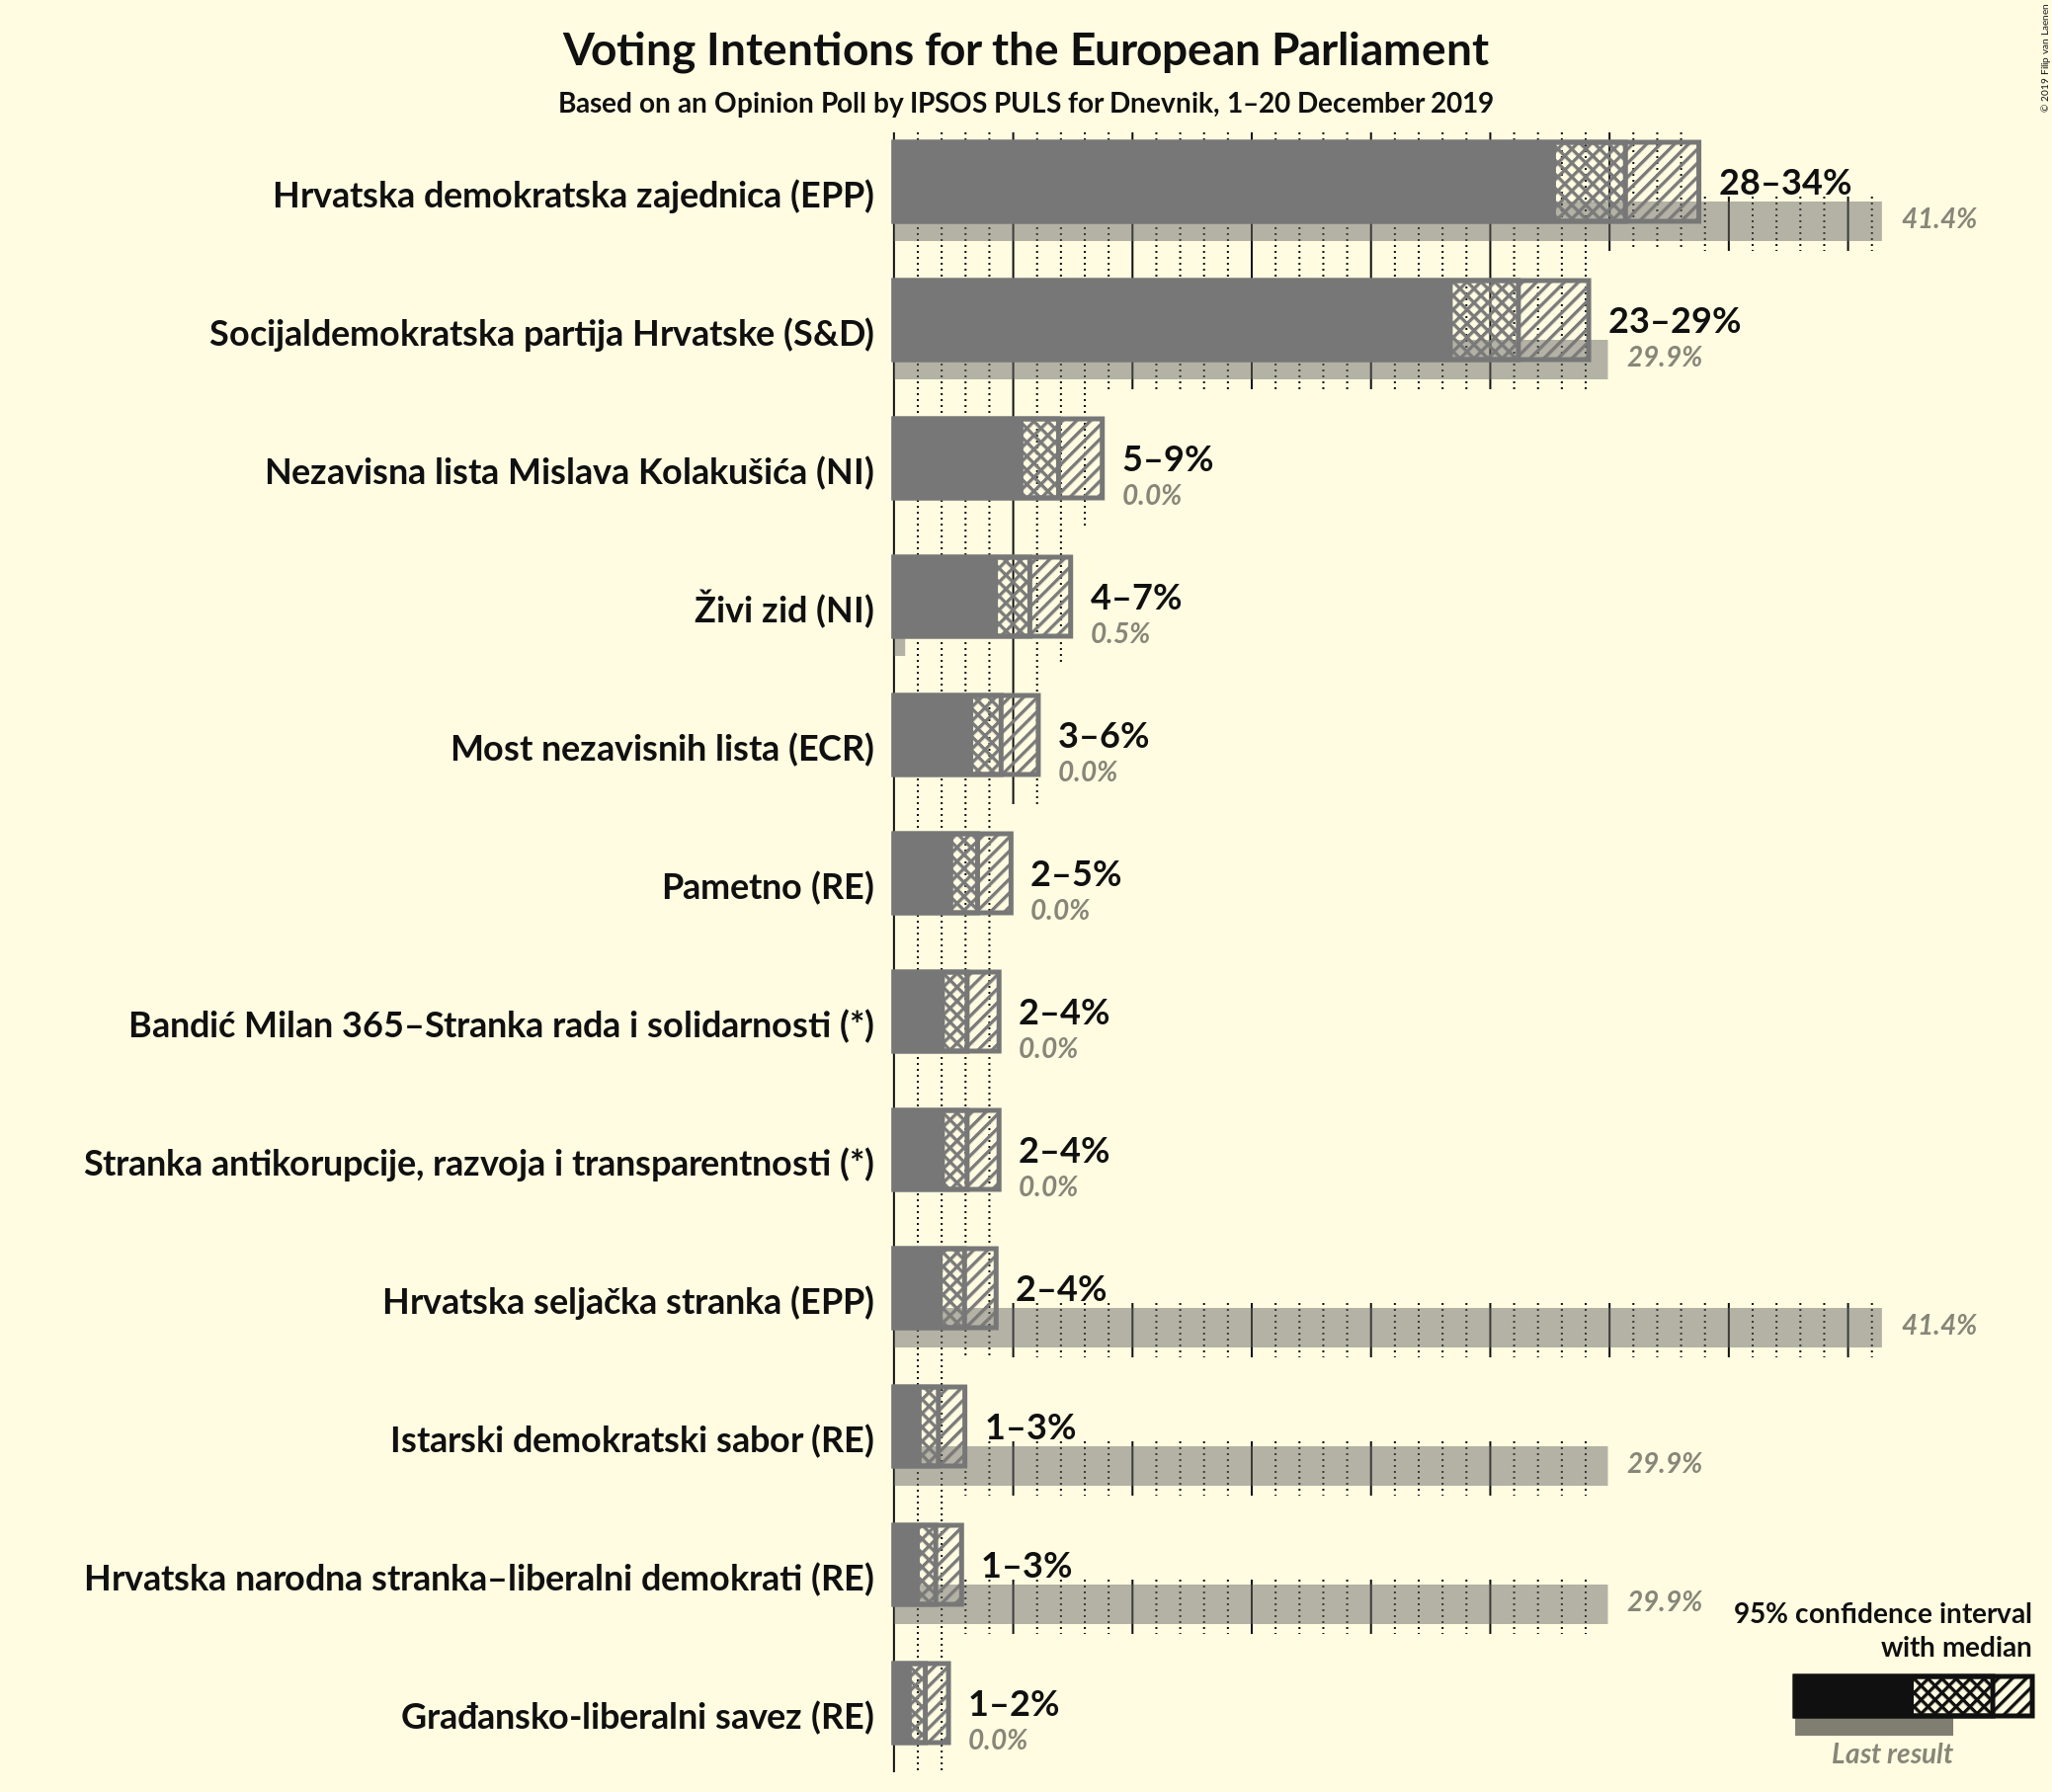 Voting Intentions for the European Parliament
Based on an Opinion Poll by IPSOS PULS for Dnevnik, 1–20 December 2019
© 2019 Filip van Laenen
Hrvatska demokratska zajednica (EPP)
28–34%
41.4%
Socijaldemokratska partija Hrvatske (S&D)
23–29%
29.9%
Nezavisna lista Mislava Kolakušića (NI)
5–9%
0.0%
Živi zid (NI)
4–7%
0.5%
Most nezavisnih lista (ECR)
3–6%
0.0%
Pametno (RE)
2–5%
0.0%
Bandić Milan 365–Stranka rada i solidarnosti (*)
2–4%
0.0%
Stranka antikorupcije, razvoja i transparentnosti (*)
2–4%
0.0%
Hrvatska seljačka stranka (EPP)
2–4%
41.4%
Istarski demokratski sabor (RE)
1–3%
29.9%
Hrvatska narodna stranka–liberalni demokrati (RE)
1–3%
29.9%
Građansko-liberalni savez (RE)
1–2%
0.0%
95% confidence interval
with median
Last result